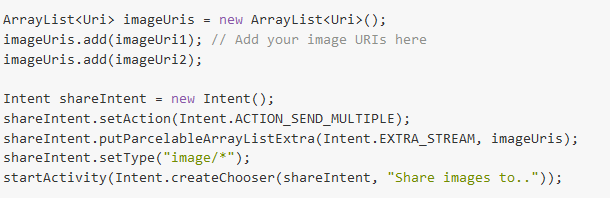 ArrayList<Uri> imageUris = new ArrayList<Uri>();
imageUris.add(imageUri1); // Add your image URIs here
imageUris.add(imageUri2);

Intent shareIntent = new Intent();
shareIntent.setAction(Intent.ACTION_SEND_MULTIPLE);
shareIntent.putParcelableArrayListExtra(Intent.EXTRA_STREAM, imageUris);
shareIntent.setType("image/*");
startActivity(Intent.createChooser(shareIntent, "Share images to.."));